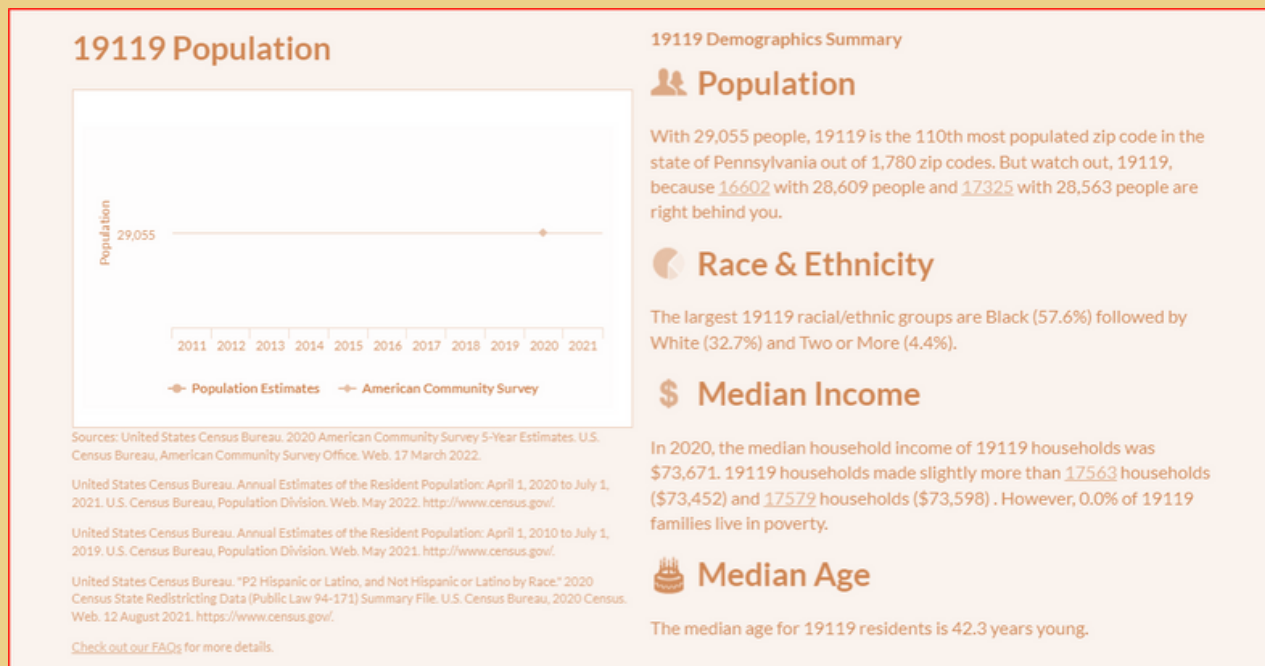 19119 Population
Population
29,055
2011 2012 2013 2014 2015 2016 2017 2018 2019 2020 2021
Population Estimates American Community Survey
Sources: United States Census Bureau. 2020 American Community Survey 5-Year Estimates. U.S.
Census Bureau, American Community Survey Office. Web. 17 March 2022.
United States Census Bureau. Annual Estimates of the Resident Population: April 1, 2020 to July 1,
2021. U.S. Census Bureau, Population Division. Web. May 2022. http://www.census.gov/.
United States Census Bureau. Annual Estimates of the Resident Population: April 1, 2010 to July 1,
2019. U.S. Census Bureau, Population Division. Web. May 2021. http://www.census.gov/.
United States Census Bureau. "P2 Hispanic or Latino, and Not Hispanic or Latino by Race." 2020
Census State Redistricting Data (Public Law 94-171) Summary File. U.S. Census Bureau, 2020 Census.
Web. 12 August 2021. https://www.census.gov/.
Check out our FAQs for more details.
19119 Demographics Summary
Population
With 29,055 people, 19119 is the 110th most populated zip code in the
state of Pennsylvania out of 1,780 zip codes. But watch out, 19119,
because 16602 with 28,609 people and 17325 with 28,563 people are
right behind you.
Race & Ethnicity
The largest 19119 racial/ethnic groups are Black (57.6%) followed by
White (32.7%) and Two or More (4.4%).
$ Median Income
In 2020, the median household income of 19119 households was
$73,671. 19119 households made slightly more than 17563 households
($73,452) and 17579 households ($73,598) . However, 0.0% of 19119
families live in poverty.
Median Age
The median age for 19119 residents is 42.3 years young.